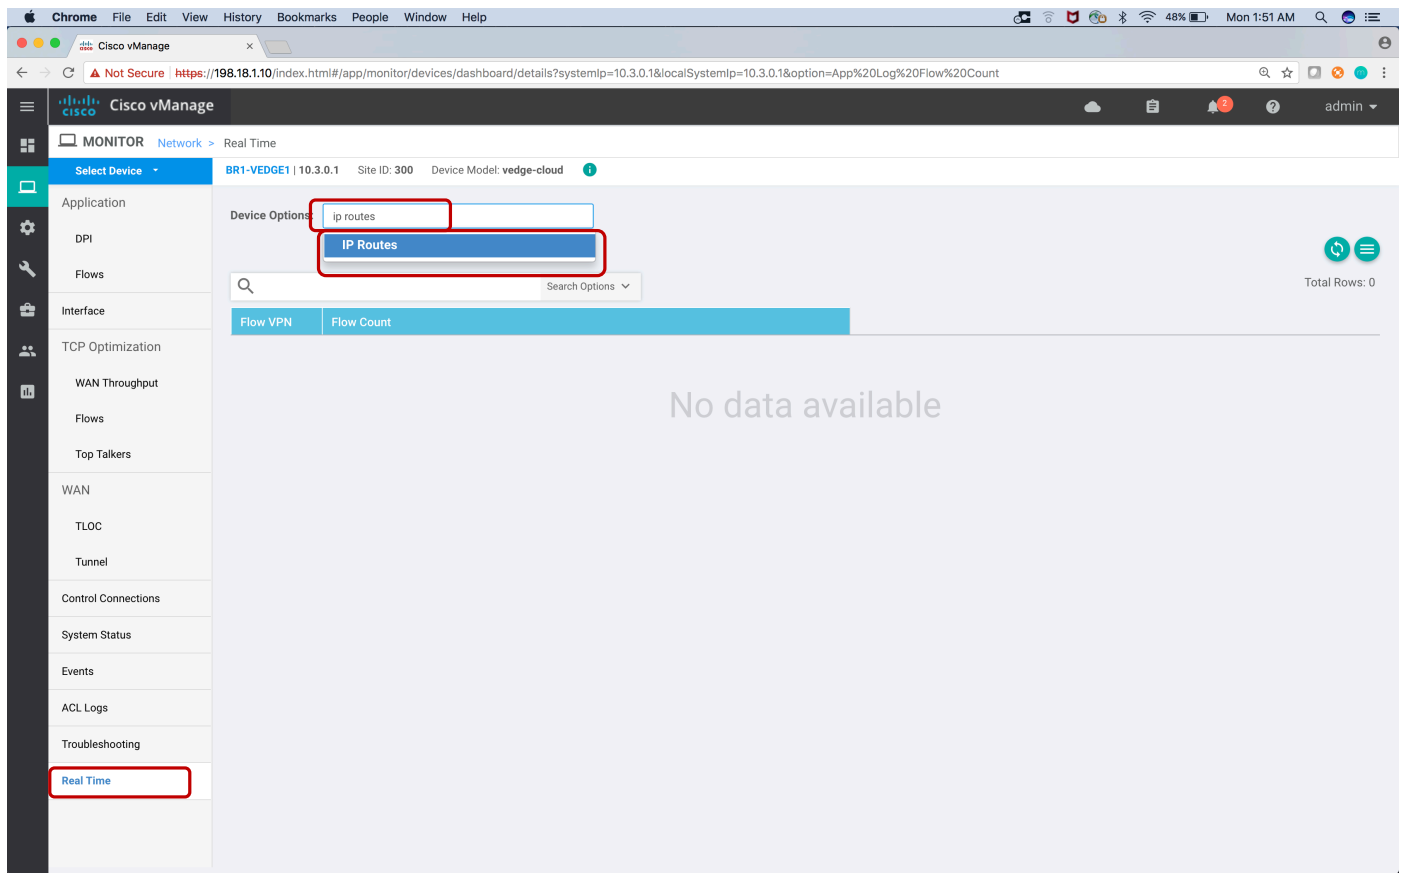 Chrome File Edit View History Bookmarks People Window Help 48% Mon 1:51 AM
Cisco vManage
Not Secure https://198.18.1.10/index.html#/app/monitor/devices/dashboard/details?systemIp=10.3.0.1&localSystemIp=10.3.0.1&option=App%20Log%20Flow%20Count
cisco Cisco vManage 2 admin
MONITOR Network > Real Time
Select Device BR1-VEDGE1 | 10.3.0.1 Site ID: 300 Device Model: vedge-cloud i
Application
Device Options: ip routes
DPI
IP Routes
Flows
Search Options Total Rows: 0
Interface
Flow VPN Flow Count
TCP Optimization
WAN Throughput
No data available
Flows
Top Talkers
WAN
TLOC
Tunnel
Control Connections
System Status
Events
ACL Logs
Troubleshooting
Real Time